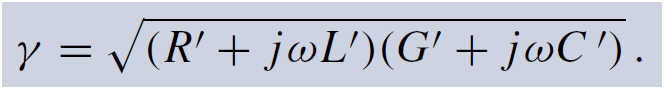 γ = √(R′ + jωL′)(G′ + jωC′) .